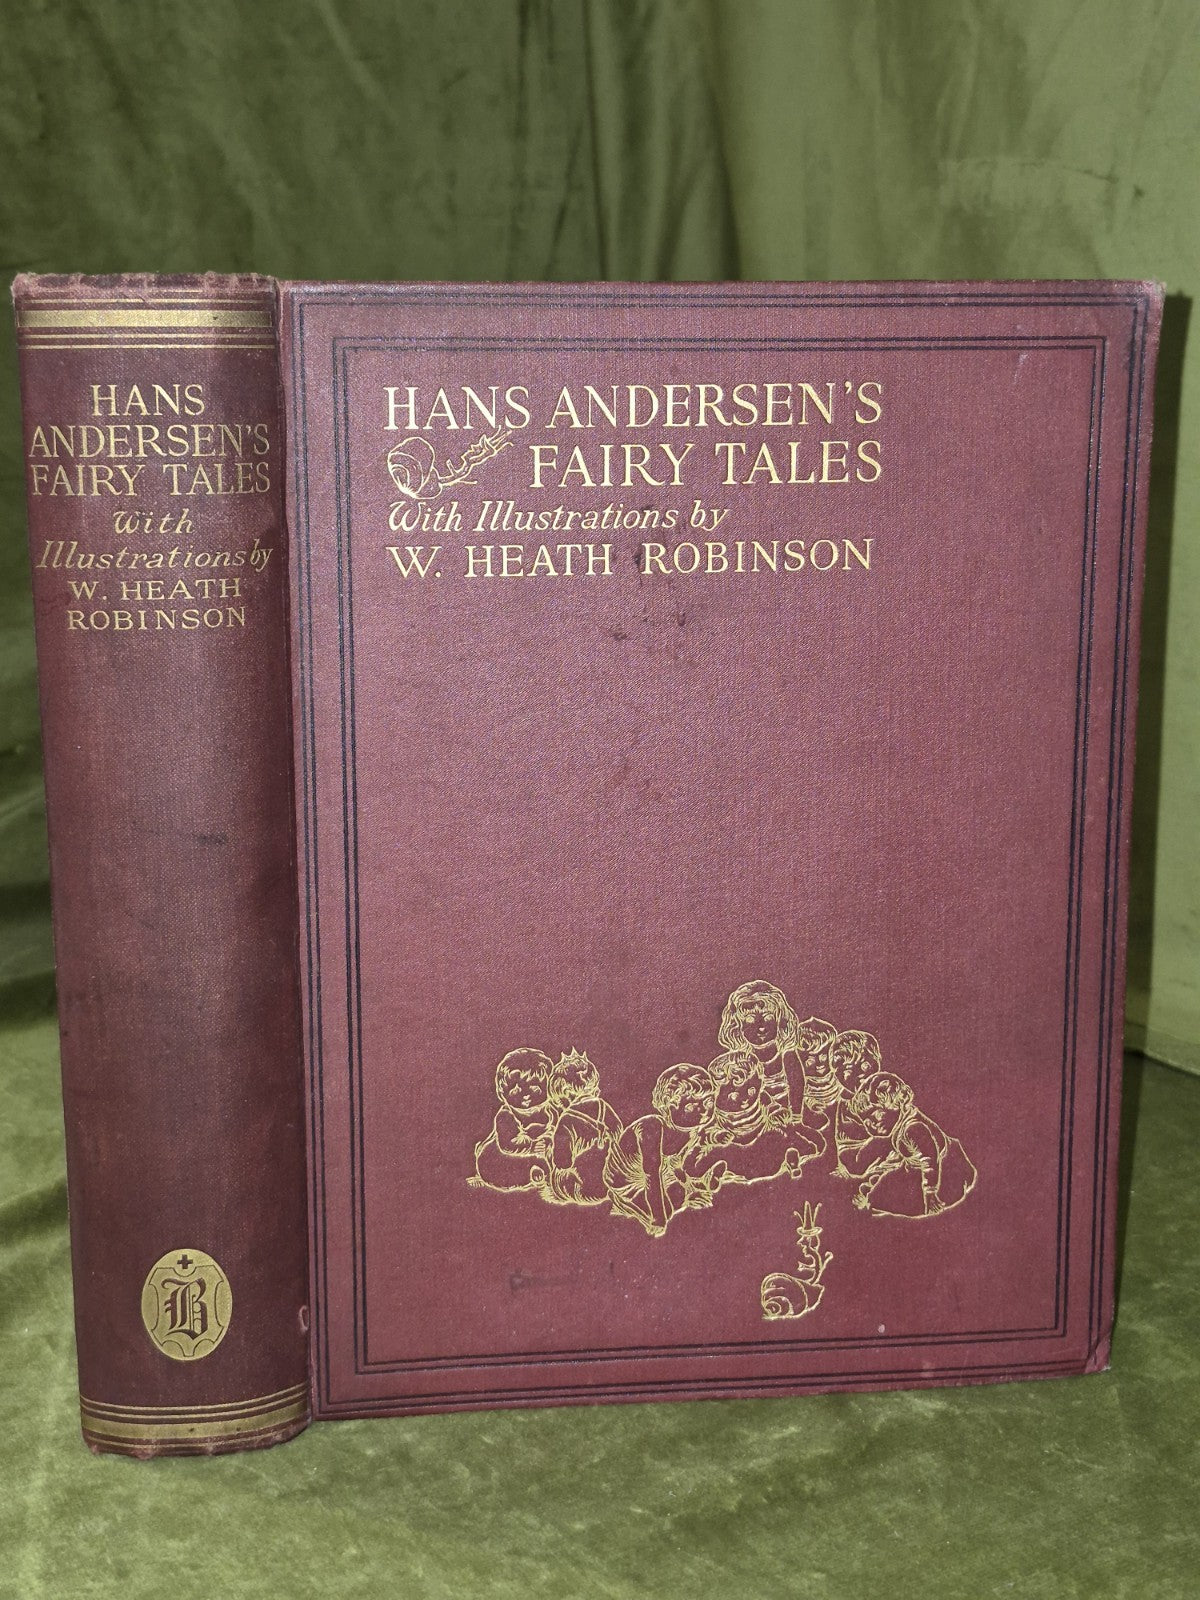 HANS
ANDERSEN'S
FAIRY TALES
With
Illustrations by
W. HEATH
ROBINSON
B
HANS ANDERSEN'S
FAIRY TALES
With Illustrations by
W. HEATH ROBINSON